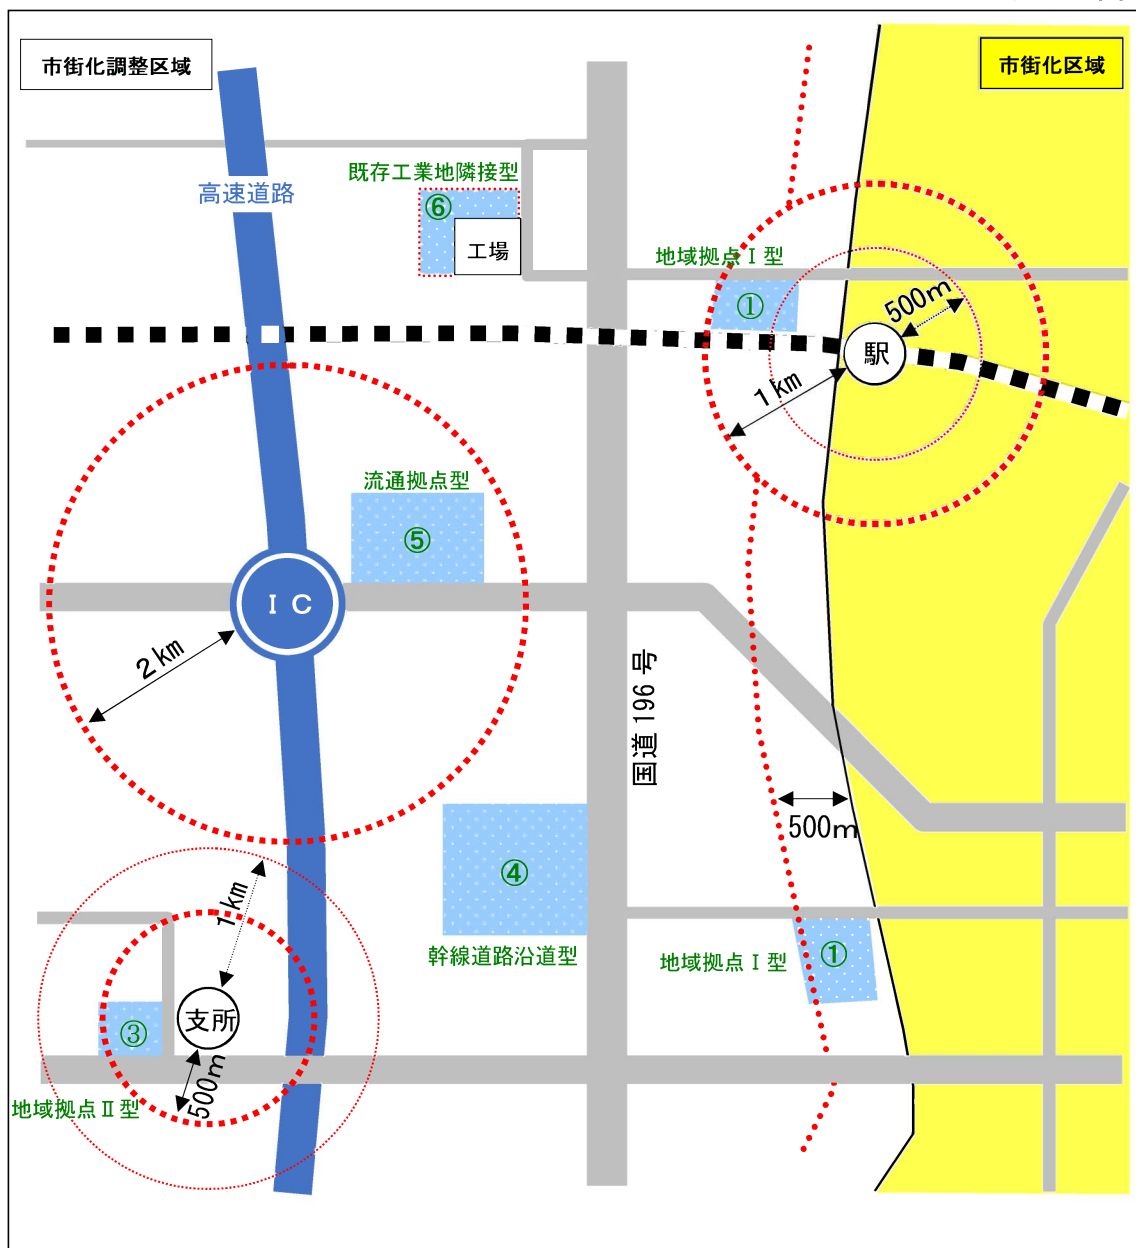 市街化調整区域
市街化区域
既存工業地隣接型
高速道路
⑥
工場
地域拠点Ⅰ型
①
500m
駅
1km
流通拠点型
⑤
ＩＣ
2km
国道196号
500m
④
幹線道路沿道型
1km
地域拠点Ⅰ型
①
③
支所
500m
地域拠点Ⅱ型